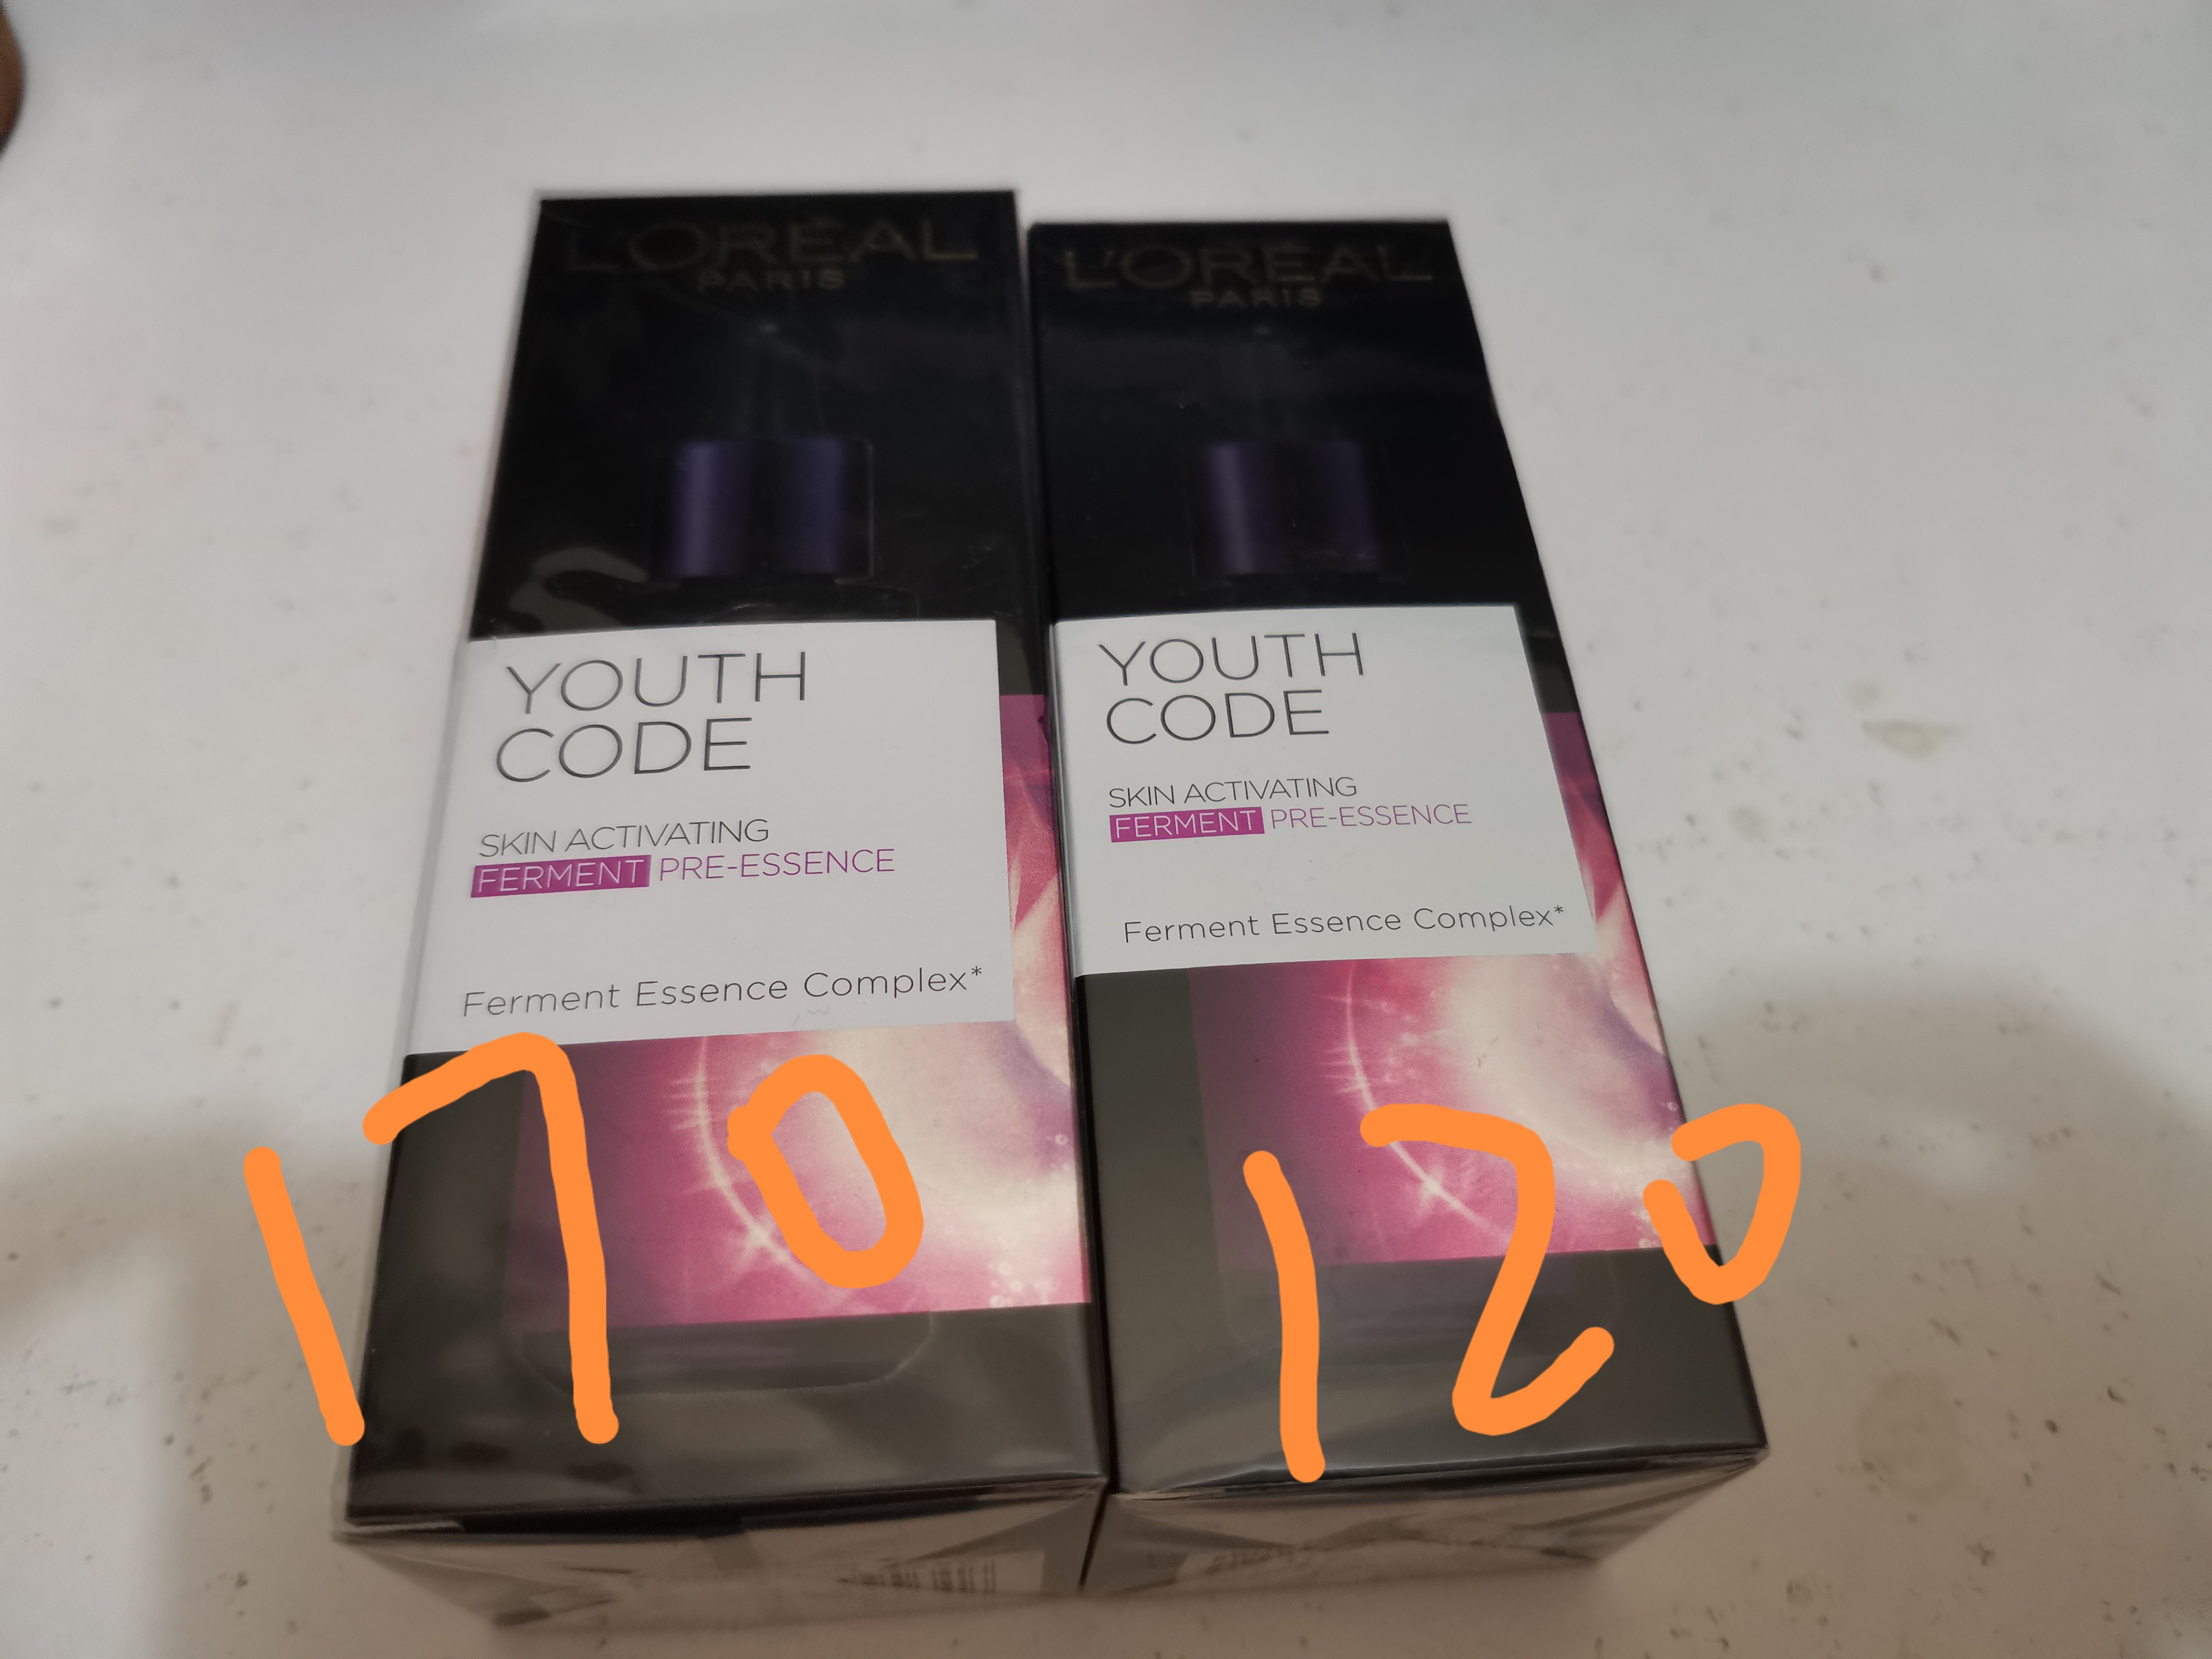 L'ORÉAL
PARIS
YOUTH
CODE
SKIN ACTIVATING
FERMENT PRE-ESSENCE
Ferment Essence Complex*
170
L'ORÉAL
PARIS
YOUTH
CODE
SKIN ACTIVATING
FERMENT PRE-ESSENCE
Ferment Essence Complex*
120